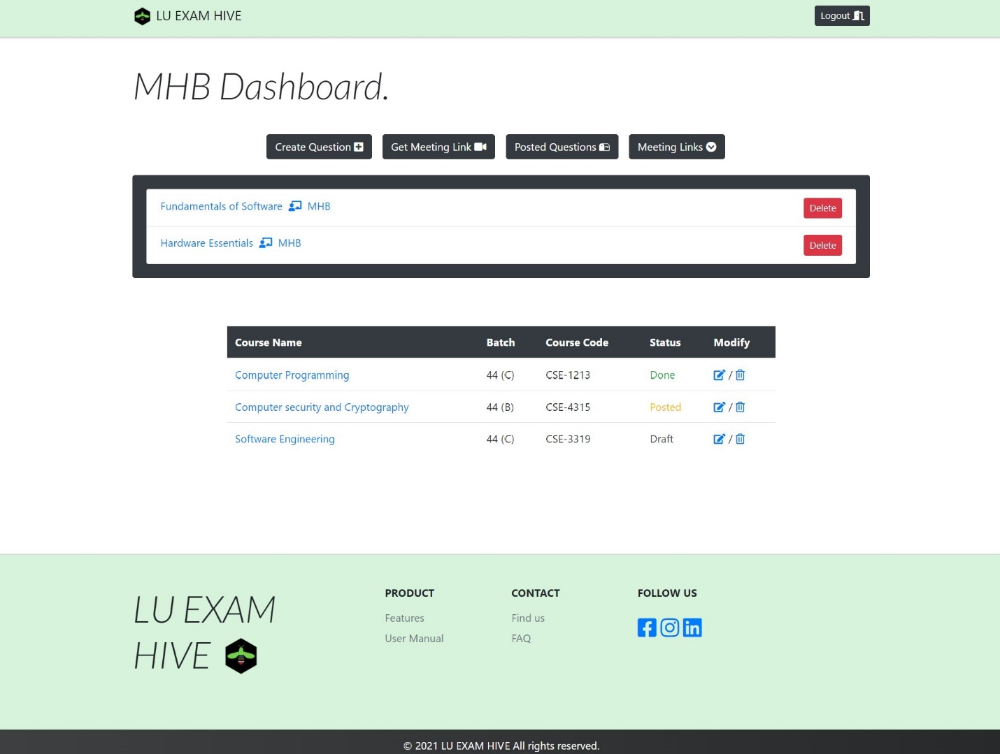 LU EXAM HIVE
Logout
MHB Dashboard.
Create Question
Get Meeting Link
Posted Questions
Meeting Links
Fundamentals of Software MHB
Delete
Hardware Essentials MHB
Delete
Course Name Batch Course Code Status Modify
Computer Programming 44 (C) CSE-1213 Done /
Computer security and Cryptography 44 (B) CSE-4315 Posted /
Software Engineering 44 (C) CSE-3319 Draft /
LU EXAM
HIVE
PRODUCT
Features
User Manual
CONTACT
Find us
FAQ
FOLLOW US
© 2021 LU EXAM HIVE All rights reserved.